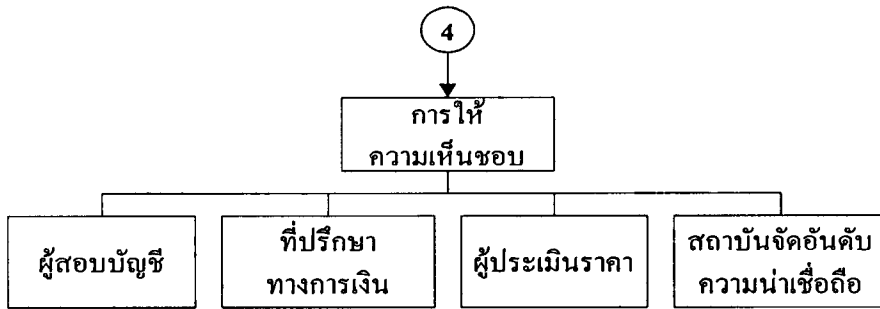 4
การให้
ความเห็นชอบ
ผู้สอบบัญชี
ที่ปรึกษา
ทางการเงิน
ผู้ประเมินราคา
สถาบันจัดอันดับ
ความน่าเชื่อถือ